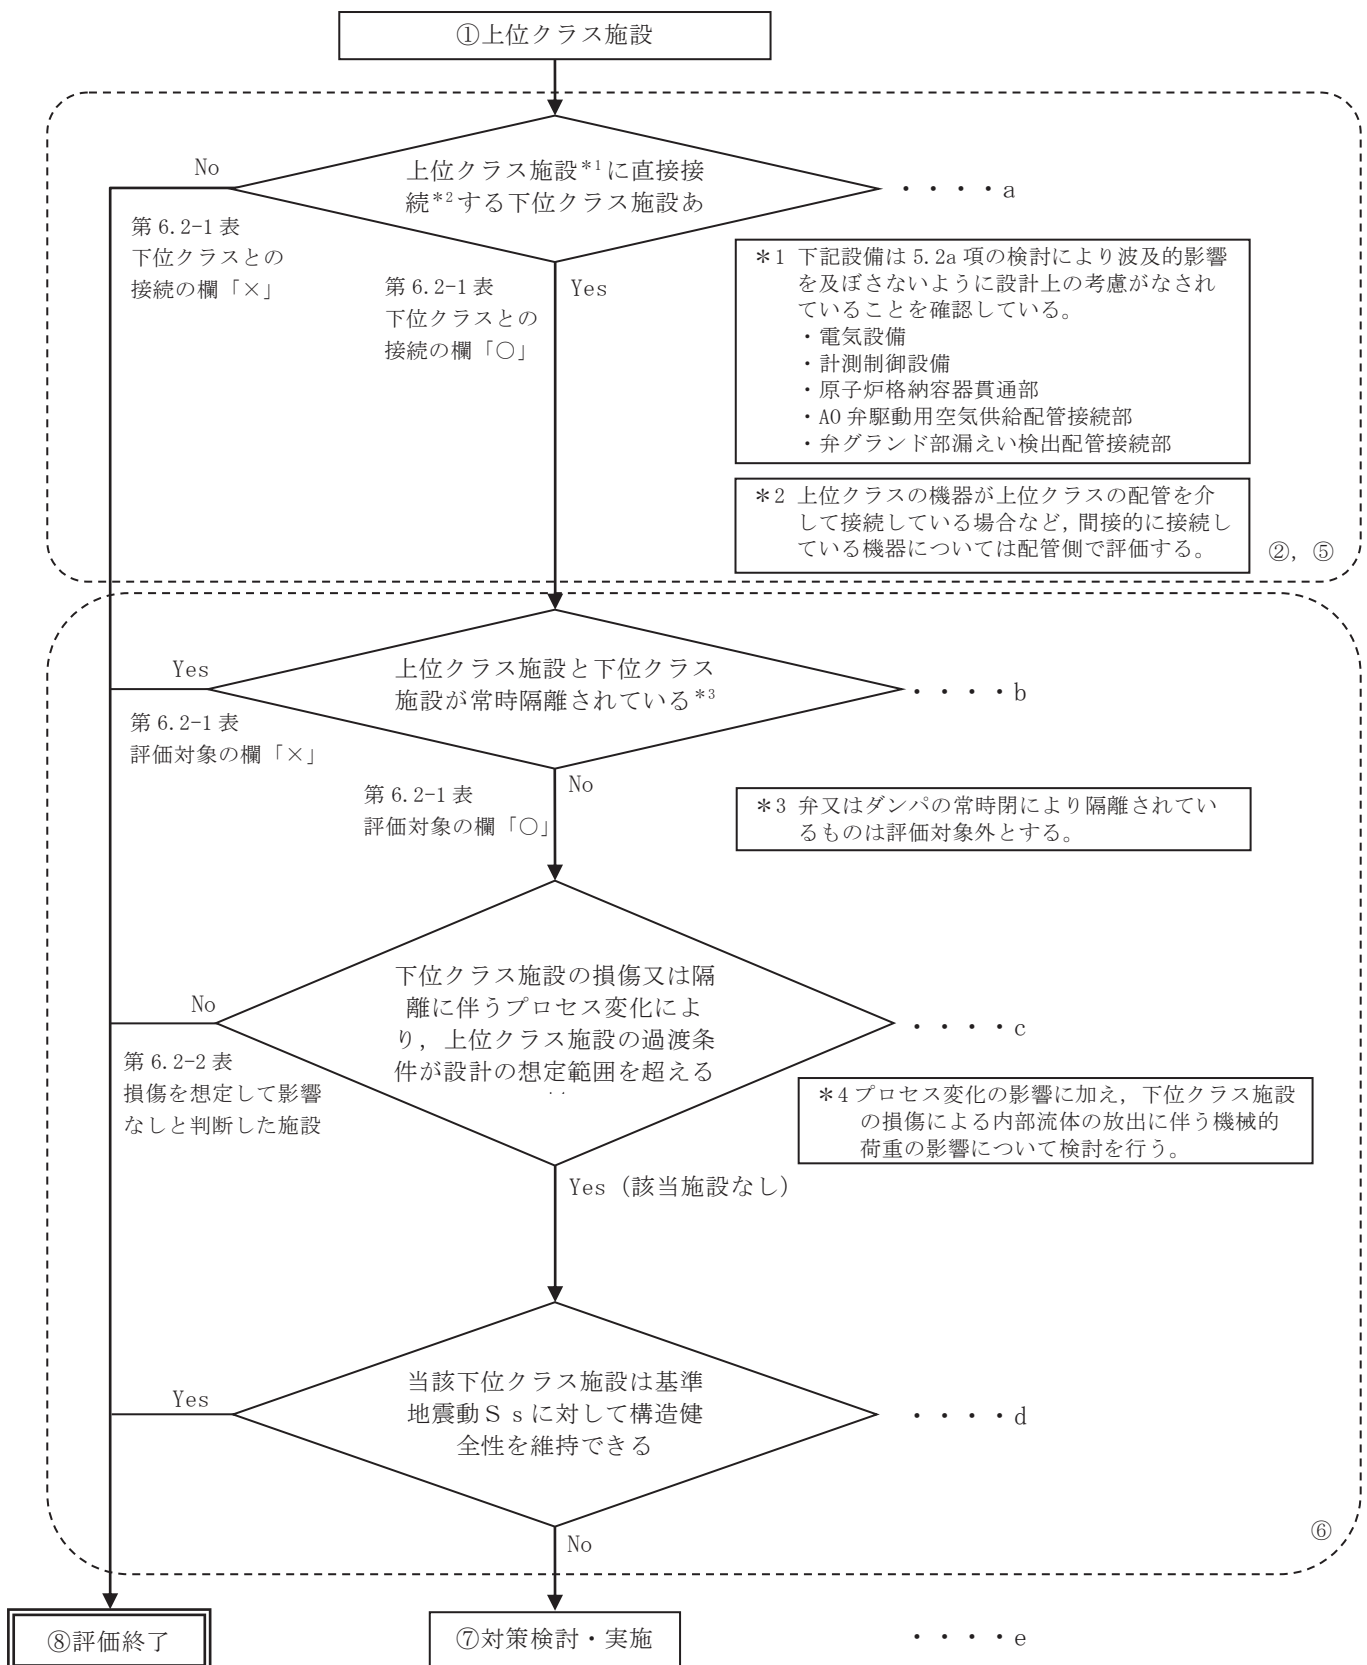 ①上位クラス施設
No
上位クラス施設*1に直接接
続*2する下位クラス施設あ
・・・・a
第 6.2-1 表
下位クラスとの
接続の欄「×」
第 6.2-1 表
下位クラスとの
接続の欄「○」
Yes
*1 下記設備は 5.2a 項の検討により波及的影響
を及ぼさないように設計上の考慮がなされ
ていることを確認している。
・電気設備
・計測制御設備
・原子炉格納容器貫通部
・AO 弁駆動用空気供給配管接続部
・弁グランド部漏えい検出配管接続部
*2 上位クラスの機器が上位クラスの配管を介
して接続している場合など,間接的に接続し
ている機器については配管側で評価する。
②, ⑤
Yes
上位クラス施設と下位クラス
施設が常時隔離されている*3
・・・・b
第 6.2-1 表
評価対象の欄「×」
No
第 6.2-1 表
評価対象の欄「○」
*3 弁又はダンパの常時閉により隔離されてい
るものは評価対象外とする。
No
下位クラス施設の損傷又は隔
離に伴うプロセス変化によ
り,上位クラス施設の過渡条
件が設計の想定範囲を超える
・・・・c
第 6.2-2 表
損傷を想定して影響
なしと判断した施設
*4 プロセス変化の影響に加え,下位クラス施設
の損傷による内部流体の放出に伴う機械的
荷重の影響について検討を行う。
Yes (該当施設なし)
Yes
当該下位クラス施設は基準
地震動Ssに対して構造健
全性を維持できる
・・・・d
⑥
No
⑧評価終了
⑦対策検討・実施
・・・・e